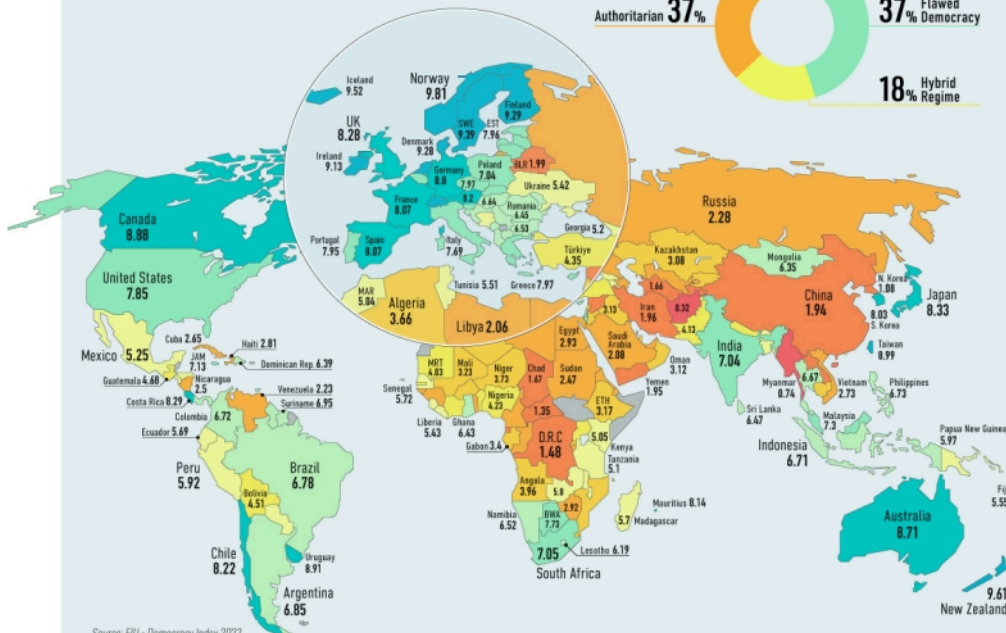 Authoritarian 37%
37% Flawed
Democracy
18% Hybrid
Regime
Iceland
9.52
Norway
9.81
Finland
9.29
SWE
9.39
EST
7.96
UK
8.28
Denmark
9.28
Ireland
9.13
Germany
8.8
Poland
7.04
BLR 1.99
7.97
8.2
6.64
Ukraine 5.42
France
8.07
Romania
6.45
6.53
Georgia 5.2
Portugal
7.95
Spain
8.07
Italy
7.69
Türkiye
4.35
Tunisia 5.51
Greece 7.97
MAR
5.04
Algeria
3.66
Libya 2.06
Canada
8.88
United States
7.85
Mexico 5.25
Cuba 2.65
Haiti 2.81
JAM
7.13
Dominican Rep. 6.39
Guatemala 4.68
Nicaragua
2.5
Costa Rica 8.29
Venezuela 2.23
Suriname 6.95
Colombia
6.72
Ecuador 5.69
Peru
5.92
Brazil
6.78
Bolivia
4.51
Chile
8.22
Uruguay
8.91
Argentina
6.85
Russia
2.28
Kazakhstan
3.08
Mongolia
6.35
1.66
N. Korea
1.08
China
1.94
Japan
8.33
8.03
S. Korea
Taiwan
8.99
3.13
Iran
1.96
0.32
4.13
India
7.04
Egypt
2.93
Saudi
Arabia
2.08
Oman
3.12
Yemen
1.95
Myanmar
0.74
6.67
Vietnam
2.73
Philippines
6.73
Sri Lanka
6.47
Malaysia
7.3
Indonesia
6.71
Papua New Guinea
5.97
Fij
5.55
MRT
4.03
Mali
3.23
Niger
3.73
Chad
1.67
Sudan
2.47
Senegal
5.72
Nigeria
4.23
ETH
3.17
Liberia
5.43
Ghana
6.43
1.35
Gabon 3.4
D.R.C
1.48
5.05
Kenya
Tanzania
5.1
Angola
3.96
5.8
Mauritius 8.14
Namibia
6.52
BWA
7.73
2.92
5.7
Madagascar
7.05
Lesotho 6.19
South Africa
Australia
8.71
9.61
New Zealand
Source: EIU - Democracy Index 2022